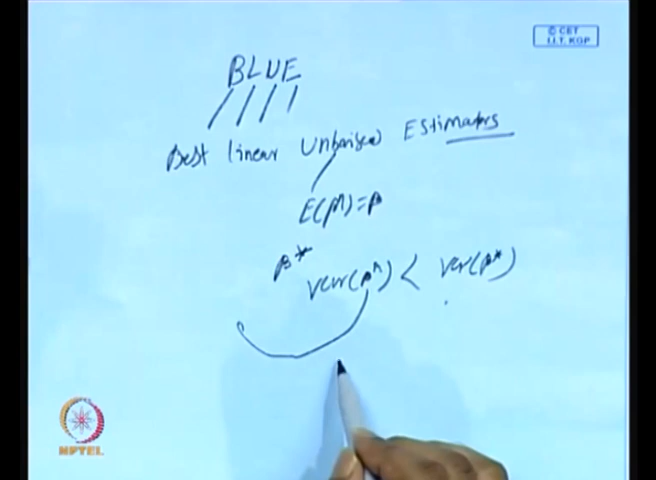 © CET
I.I.T. KGP
BLUE
Best linear Unbaised Estimators
E(β^)=β
β*
Var(β^) < Var(β*)
NPTEL